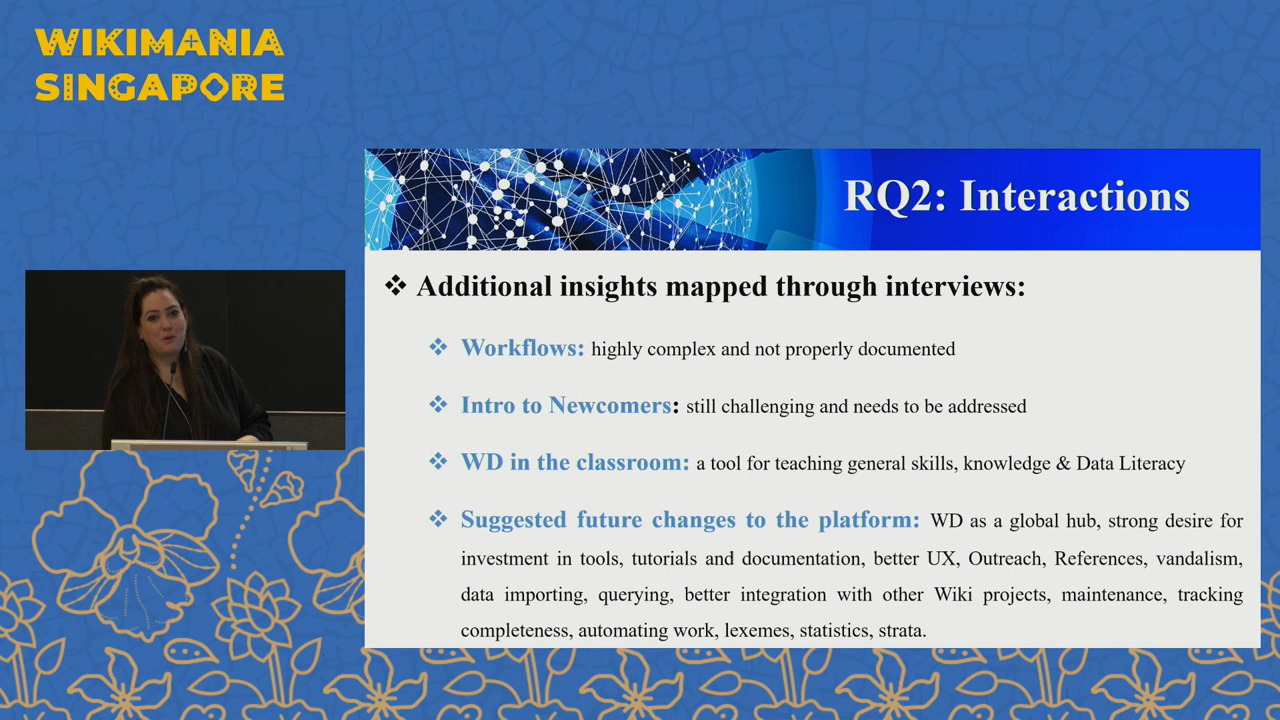 WIKIMANIA
SINGAPORE
RQ2: Interactions
❖ Additional insights mapped through interviews:
❖ Workflows: highly complex and not properly documented
❖ Intro to Newcomers: still challenging and needs to be addressed
❖ WD in the classroom: a tool for teaching general skills, knowledge & Data Literacy
❖ Suggested future changes to the platform: WD as a global hub, strong desire for
investment in tools, tutorials and documentation, better UX, Outreach, References, vandalism,
data importing, querying, better integration with other Wiki projects, maintenance, tracking
completeness, automating work, lexemes, statistics, strata.